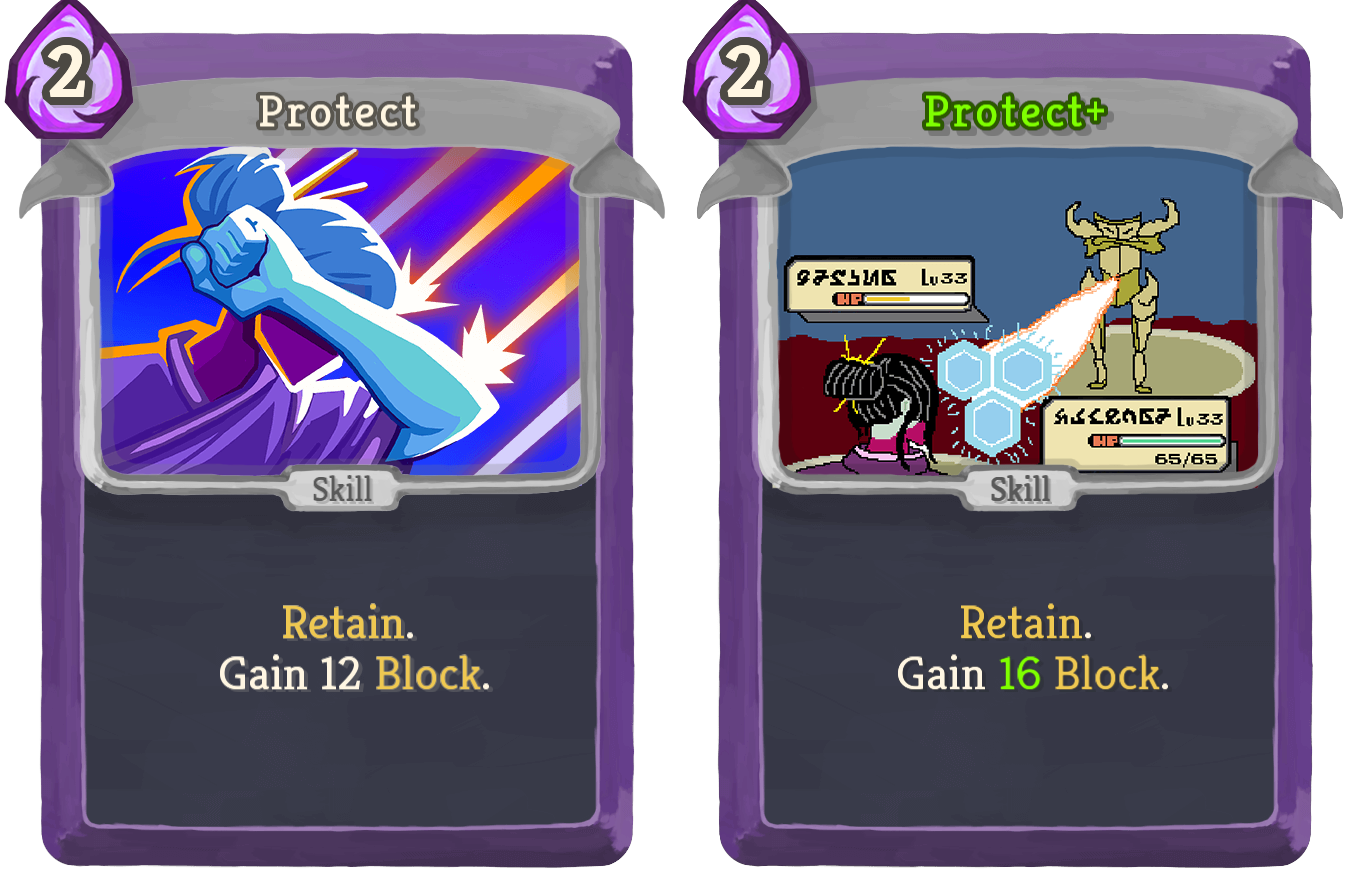 2
Protect
Skill
Retain.
Gain 12 Block.
2
Protect+
Lv33
HP
Lv33
HP
65/65
Skill
Retain.
Gain 16 Block.